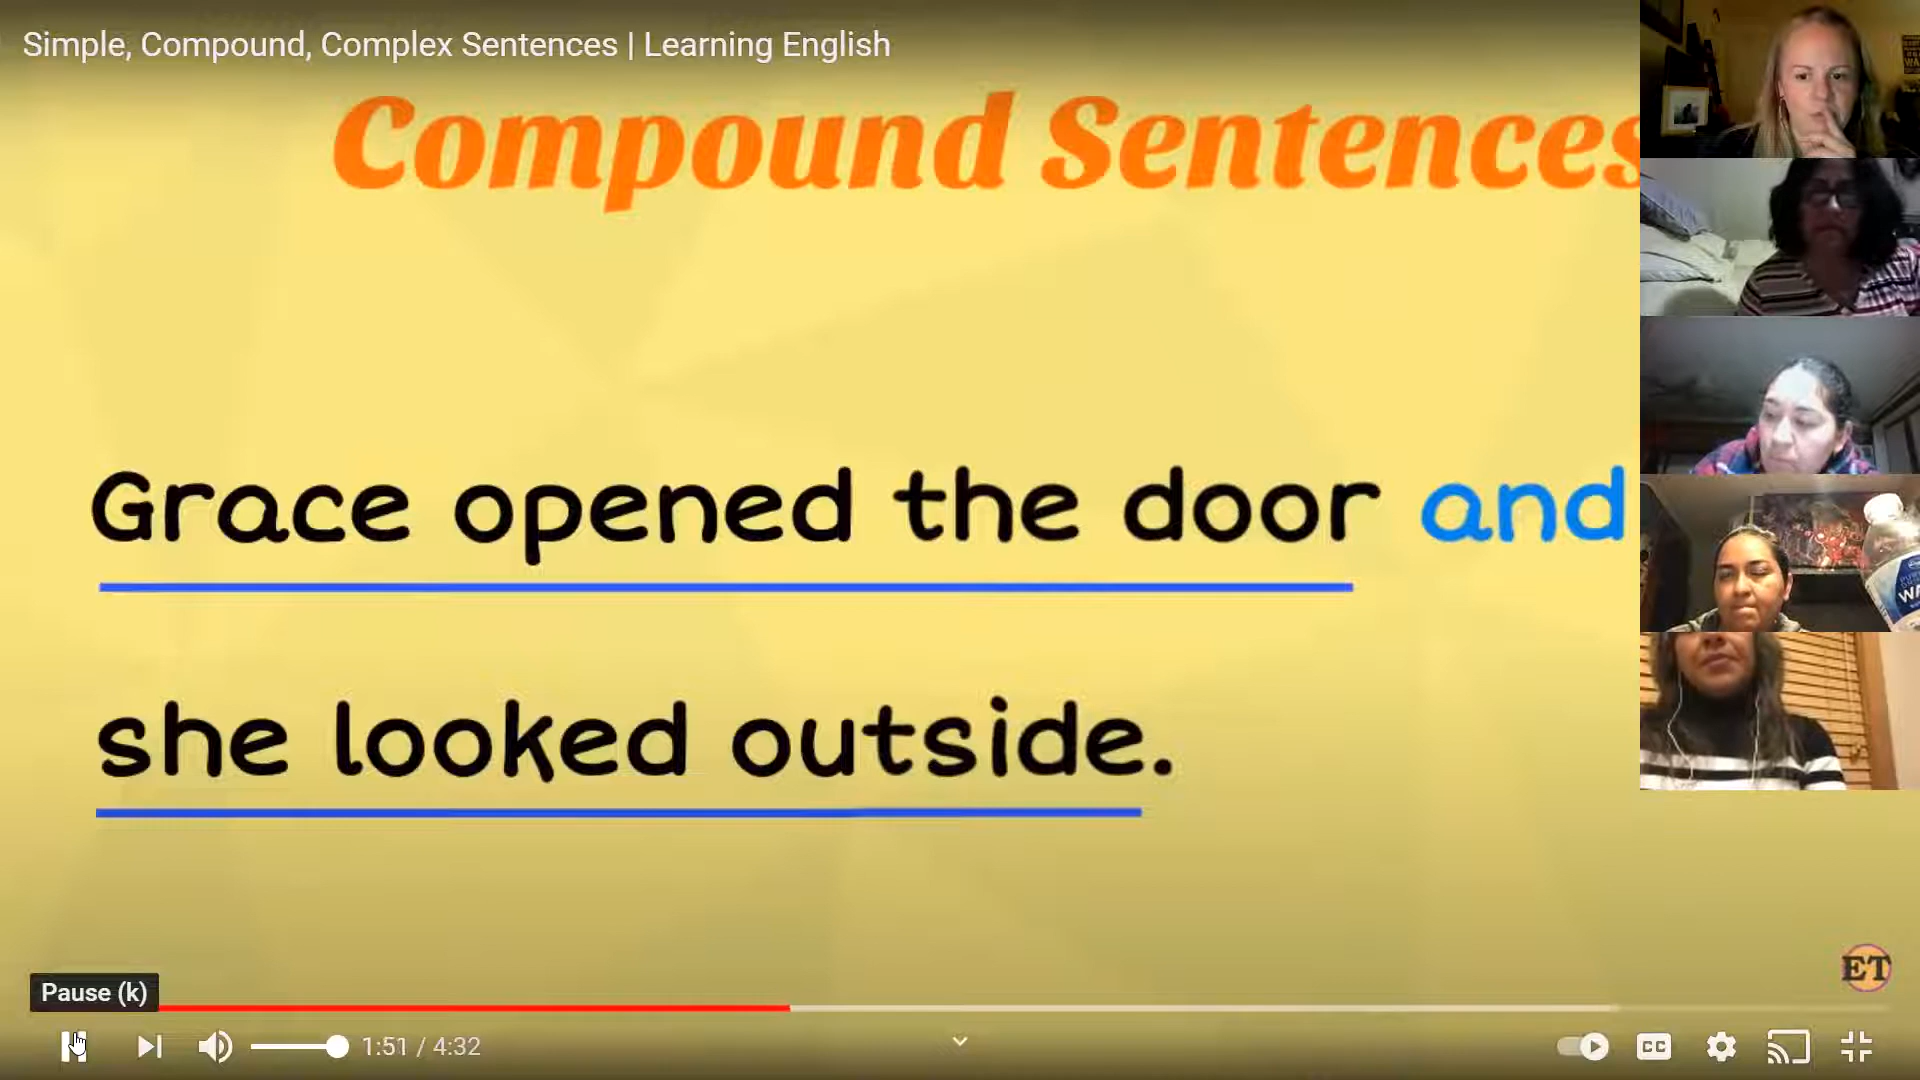 Simple, Compound, Complex Sentences | Learning English
Compound Sentences
Grace opened the door and
she looked outside.
ET
Pause (k)
1:51 / 4:32
CC